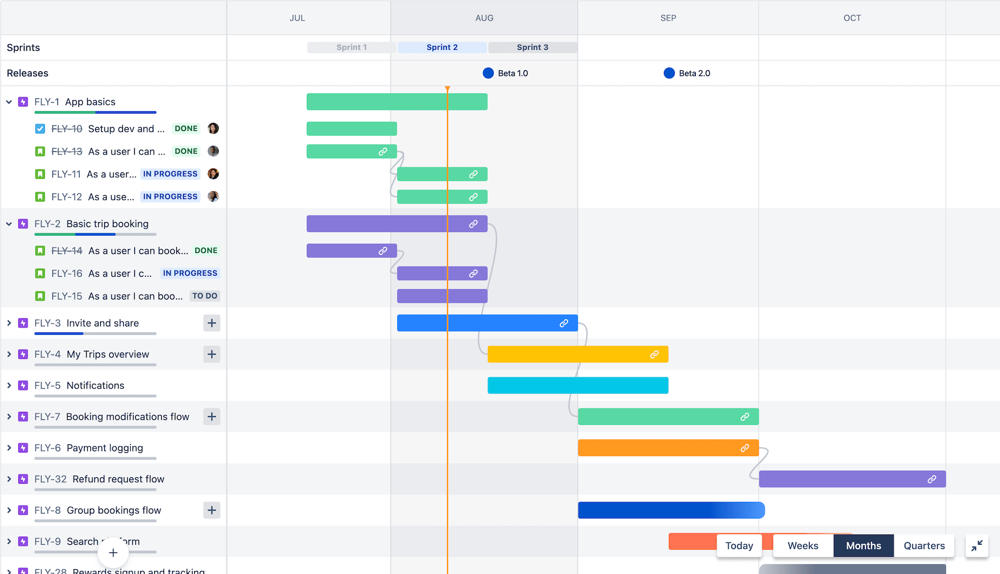 JUL AUG SEP OCT
Sprints Sprint 1 Sprint 2 Sprint 3
Releases Beta 1.0 Beta 2.0
FLY-1 App basics
FLY-10 Setup dev and ... DONE
FLY-13 As a user I can ... DONE
FLY-11 As a user... IN PROGRESS
FLY-12 As a use... IN PROGRESS
FLY-2 Basic trip booking
FLY-14 As a user I can book... DONE
FLY-16 As a user I c... IN PROGRESS
FLY-15 As a user I can boo... TO DO
FLY-3 Invite and share
FLY-4 My Trips overview
FLY-5 Notifications
FLY-7 Booking modifications flow
FLY-6 Payment logging
FLY-32 Refund request flow
FLY-8 Group bookings flow
FLY-9 Search
Today Weeks Months Quarters
FLY-28 Rewards signup and tracking